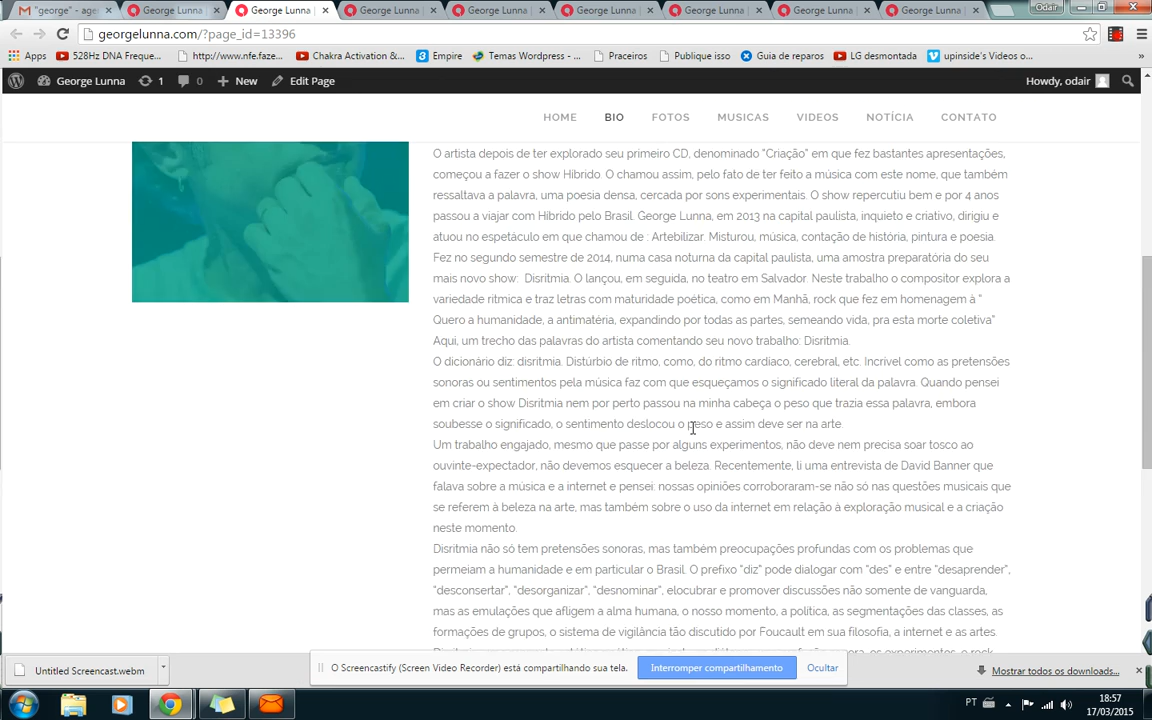 "george" - age
George Lunna
George Lunna
George Lunna
George Lunna
George Lunna
George Lunna
George Lunna
George Lunna
Odair
georgelunna.com/?page_id=13396
Apps
528Hz DNA Freque...
http://www.nfe.faze...
Chakra Activation &...
Empire
Temas Wordpress - ...
Praceiros
Publique isso
Guia de reparos
LG desmontada
upinside's Videos o...
»
George Lunna
1
0
New
Edit Page
Howdy, odair
HOME
BIO
FOTOS
MUSICAS
VIDEOS
NOTÍCIA
CONTATO
O artista depois de ter explorado seu primeiro CD, denominado "Criação" em que fez bastantes apresentações,
começou a fazer o show Híbrido. O chamou assim, pelo fato de ter feito a música com este nome, que também
ressaltava a palavra, uma poesia densa, cercada por sons experimentais. O show repercutiu bem e por 4 anos
passou a viajar com Híbrido pelo Brasil. George Lunna, em 2013 na capital paulista, inquieto e criativo, dirigiu e
atuou no espetáculo em que chamou de : Artebilizar. Misturou, música, contação de história, pintura e poesia.
Fez no segundo semestre de 2014, numa casa noturna da capital paulista, uma amostra preparatória do seu
mais novo show: Disritmia. O lançou, em seguida, no teatro em Salvador. Neste trabalho o compositor explora a
variedade rítmica e traz letras com maturidade poética, como em Manhã, rock que fez em homenagem à "
Quero a humanidade, a antimatéria, expandindo por todas as partes, semeando vida, pra esta morte coletiva"
Aqui, um trecho das palavras do artista comentando seu novo trabalho: Disritmia.
O dicionário diz: disritmia. Distúrbio de ritmo, como, do ritmo cardíaco, cerebral, etc. Incrível como as pretensões
sonoras ou sentimentos pela música faz com que esqueçamos o significado literal da palavra. Quando pensei
em criar o show Disritmia nem por perto passou na minha cabeça o peso que trazia essa palavra, embora
soubesse o significado, o sentimento deslocou o peso e assim deve ser na arte.
Um trabalho engajado, mesmo que passe por alguns experimentos, não deve nem precisa soar tosco ao
ouvinte-expectador, não devemos esquecer a beleza. Recentemente, li uma entrevista de David Banner que
falava sobre a música e a internet e pensei: nossas opiniões corroboraram-se não só nas questões musicais que
se referem à beleza na arte, mas também sobre o uso da internet em relação à exploração musical e a criação
neste momento.
Disritmia não só tem pretensões sonoras, mas também preocupações profundas com os problemas que
permeiam a humanidade e em particular o Brasil. O prefixo "diz" pode dialogar com "des" e entre "desaprender",
"desconsertar", "desorganizar", "desnominar", elocubrar e promover discussões não somente de vanguarda,
mas as emulações que afligem a alma humana, o nosso momento, a política, as segmentações das classes, as
formações de grupos, o sistema de vigilância tão discutido por Foucault em sua filosofia, a internet e as artes.
Untitled Screencast.webm
O Screencastify (Screen Video Recorder) está compartilhando sua tela.
Interromper compartilhamento
Ocultar
Mostrar todos os downloads...
PT
18:57
17/03/2015